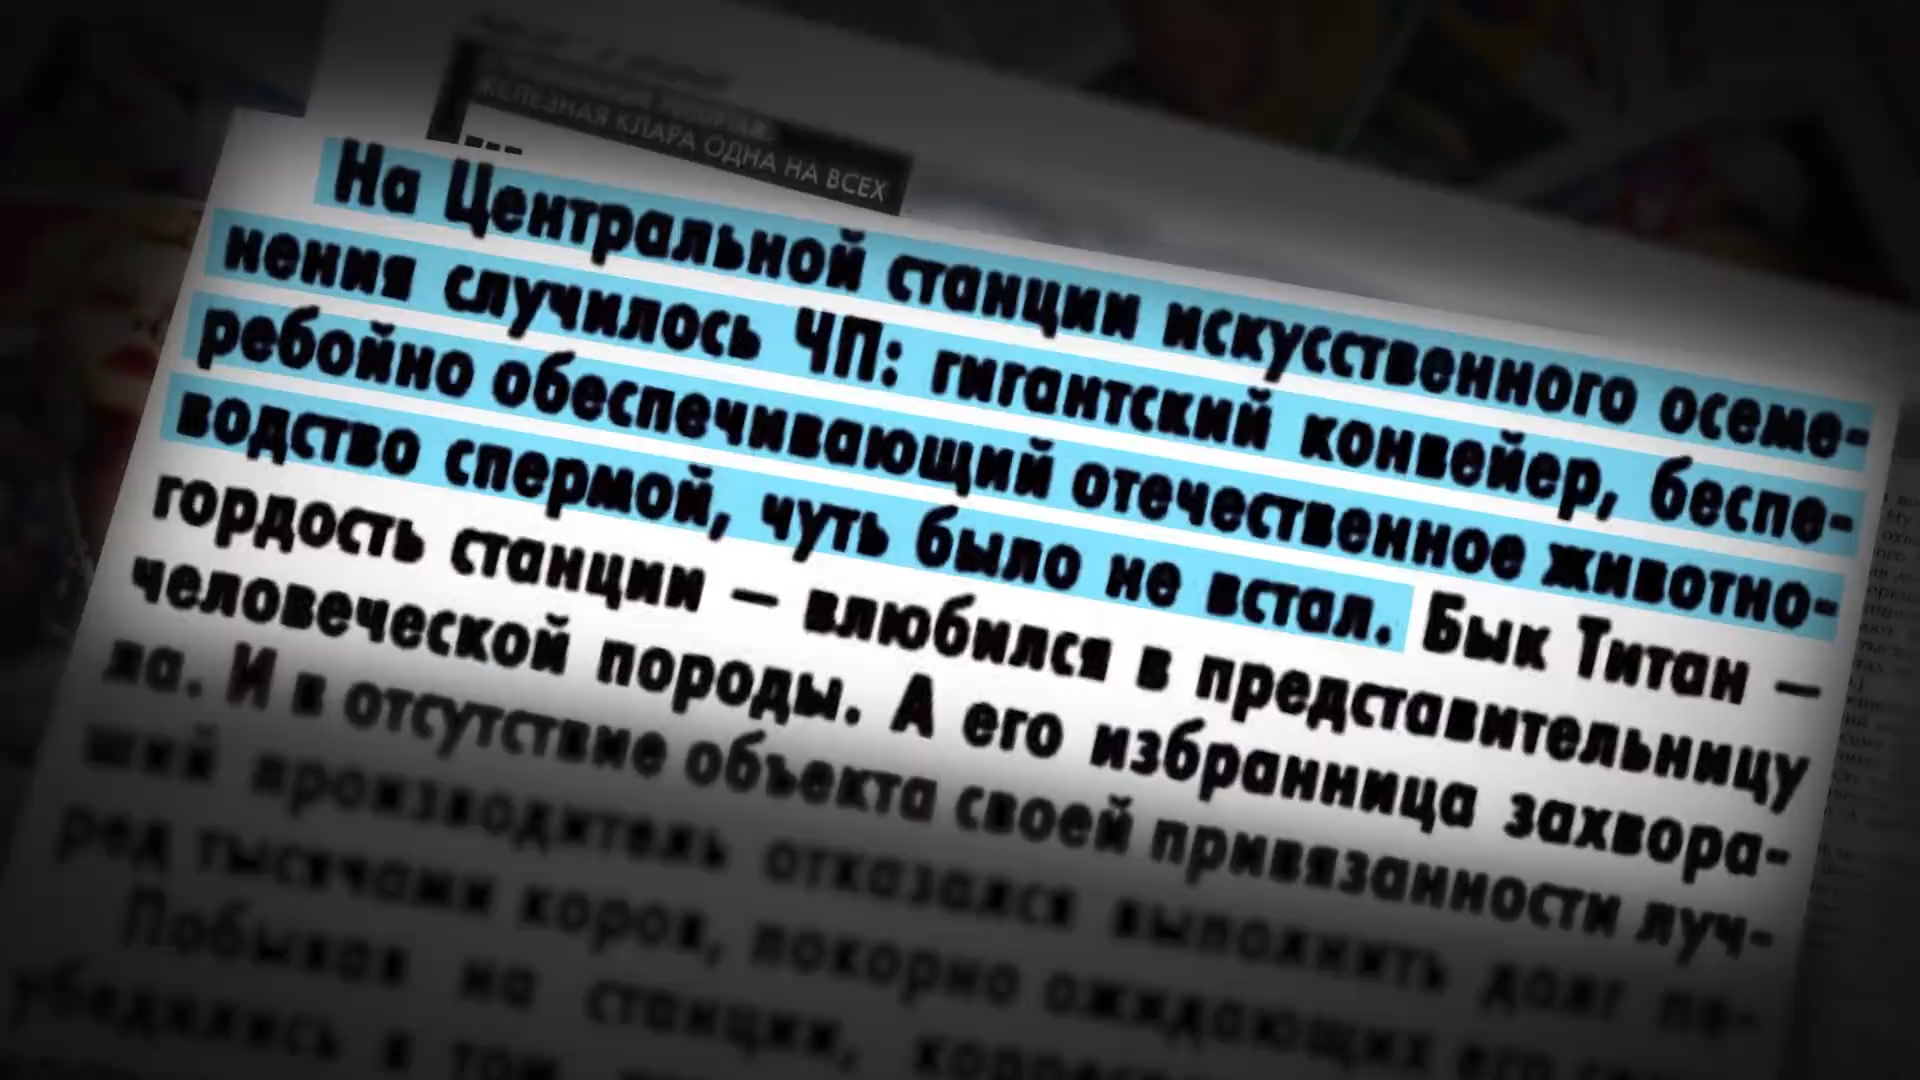 ЖЕЛЕЗНАЯ КЛАРА ОДНА НА ВСЕХ
На Центральной станции искусственного осеме-
нения случилось ЧП: гигантский конвейер, беспе-
ребойно обеспечивающий отечественное животно-
водство спермой, чуть было не встал. Бык Титан –
гордость станции – влюбился в представительницу
человеческой породы. А его избранница захвора-
ла. И в отсутствие объекта своей привязанности луч-
ший производитель отказался выполнить долг пе-
ред тысячами коров, покорно ожидающих его
Побывав на станции,
убедились в том